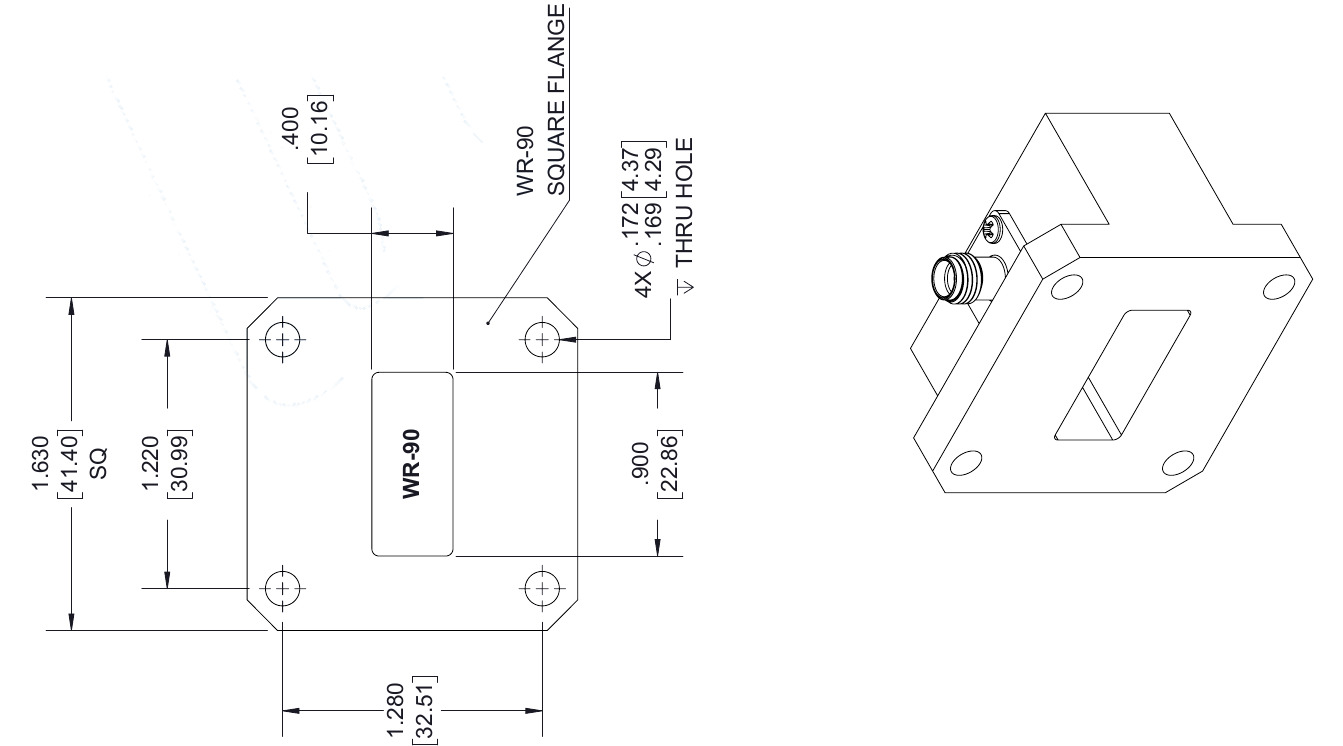 .400
[10.16]
WR-90
SQUARE FLANGE
4X ⌀ .172 [4.37]
.169 [4.29]
↧ THRU HOLE
1.630
[41.40]
SQ
1.220
[30.99]
WR-90
.900
[22.86]
1.280
[32.51]